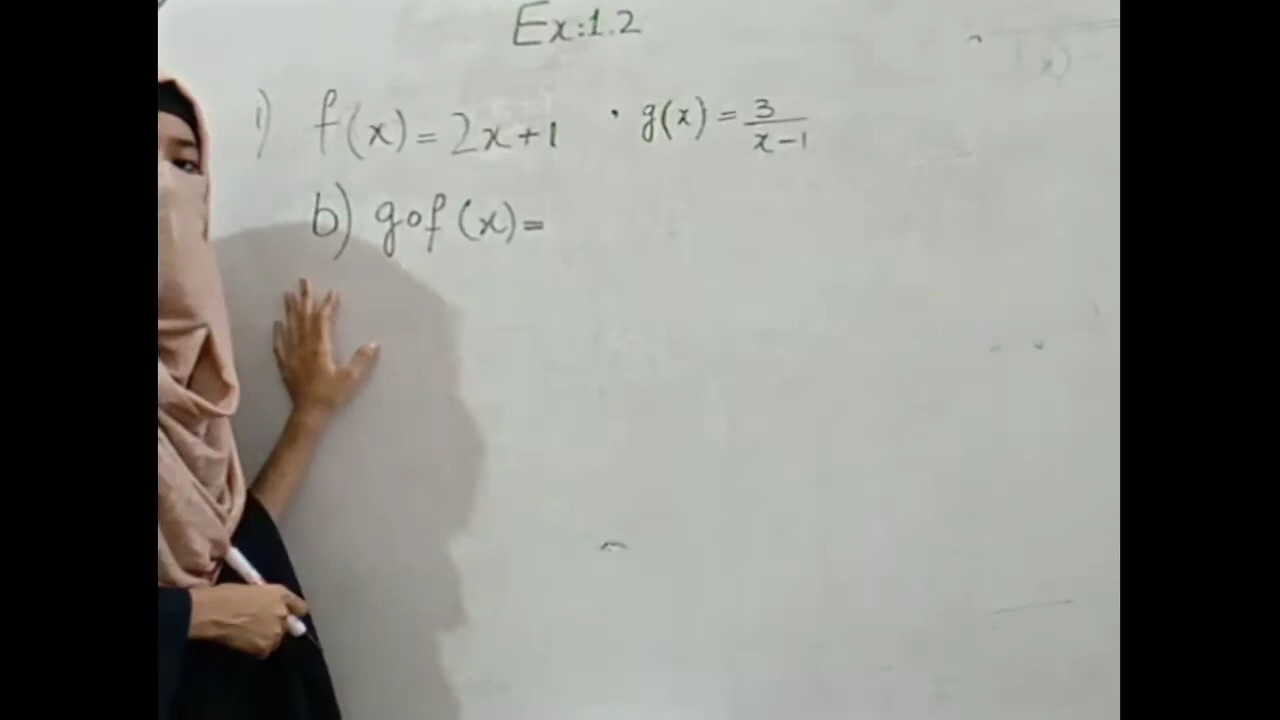 Ex:1.2
i) f(x) = 2x+1 · g(x) = 3/(x-1)
b) gof(x)=